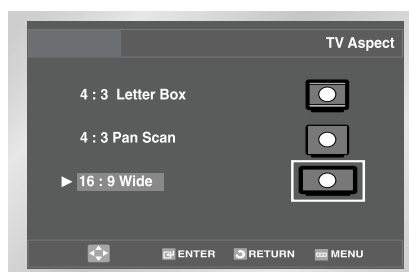 TV Aspect
4 : 3 Letter Box
4 : 3 Pan Scan
► 16 : 9 Wide
ENTER RETURN MENU